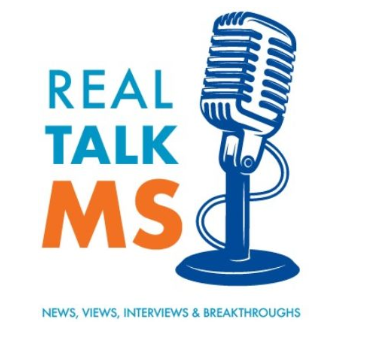 REAL
TALK
MS
NEWS, VIEWS, INTERVIEWS & BREAKTHROUGHS